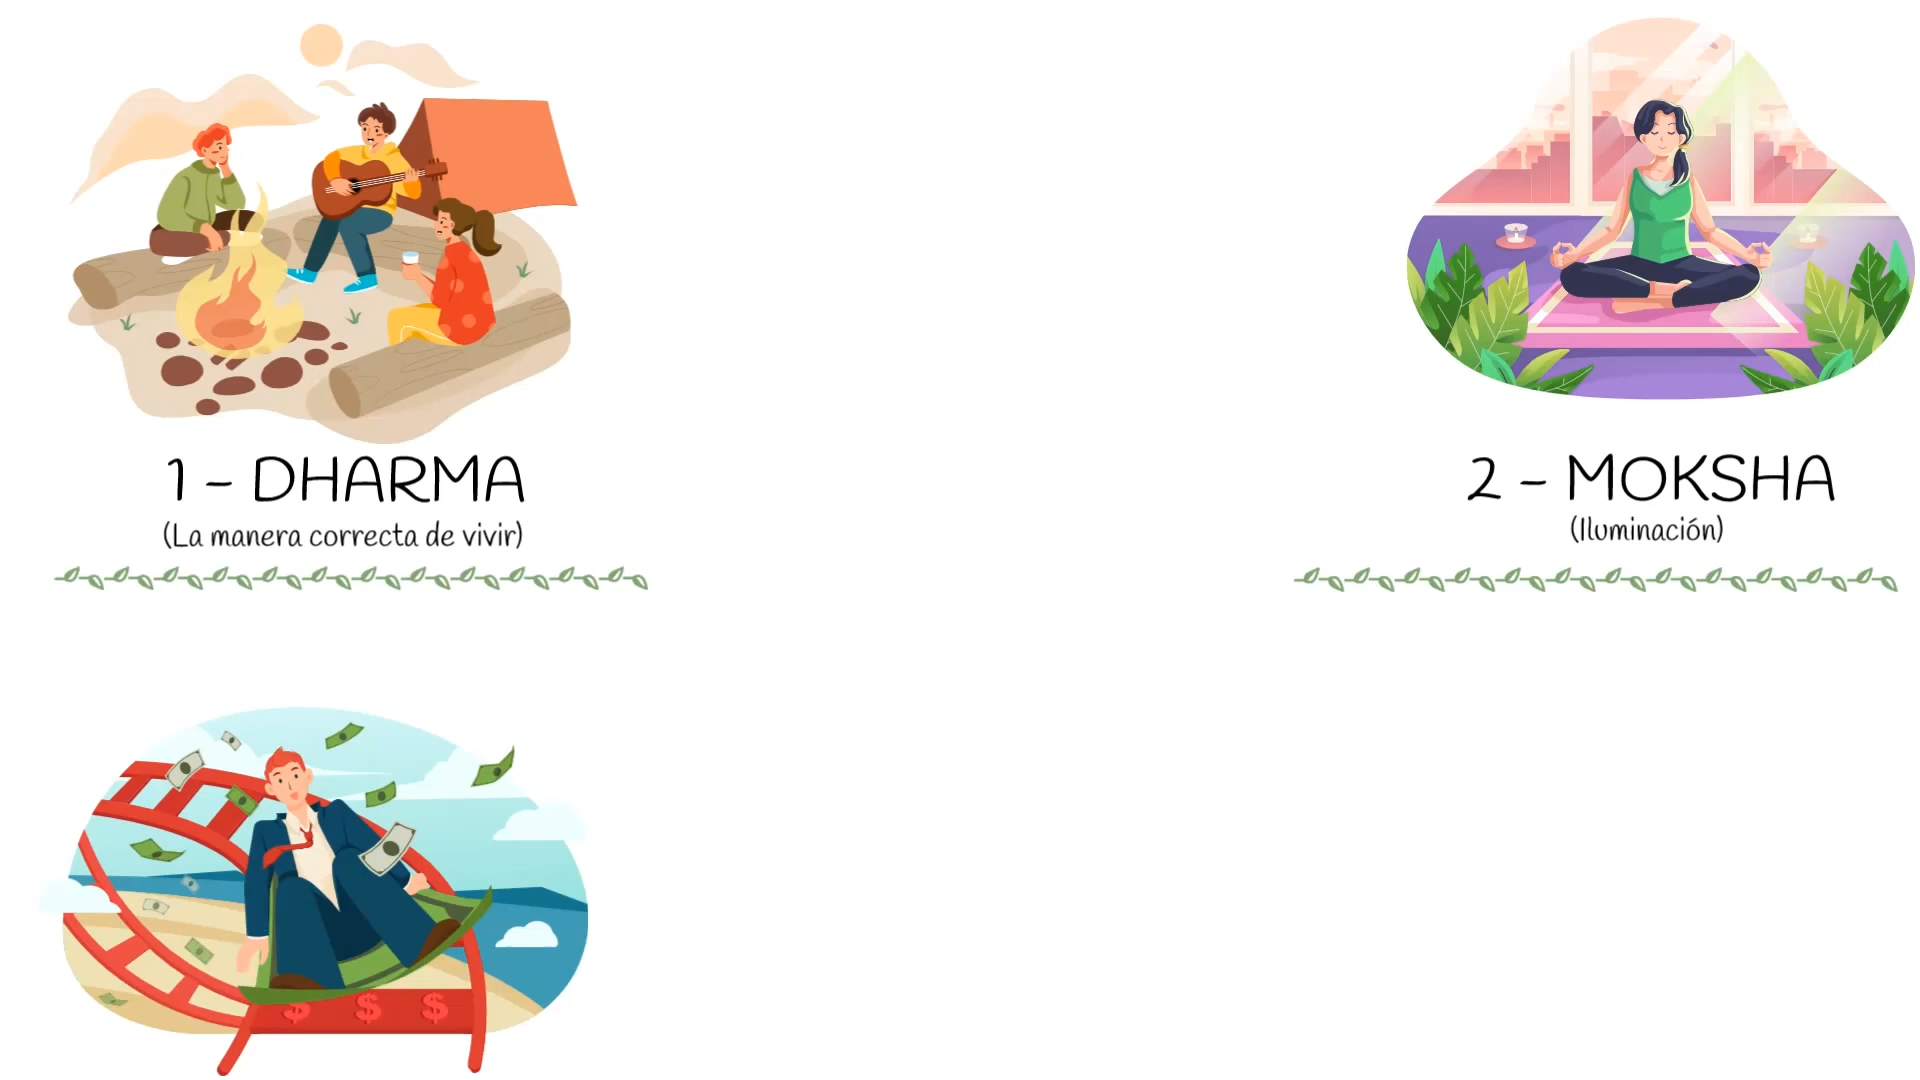 1 - DHARMA
(La manera correcta de vivir)
2 - MOKSHA
(Iluminación)
$ $ $